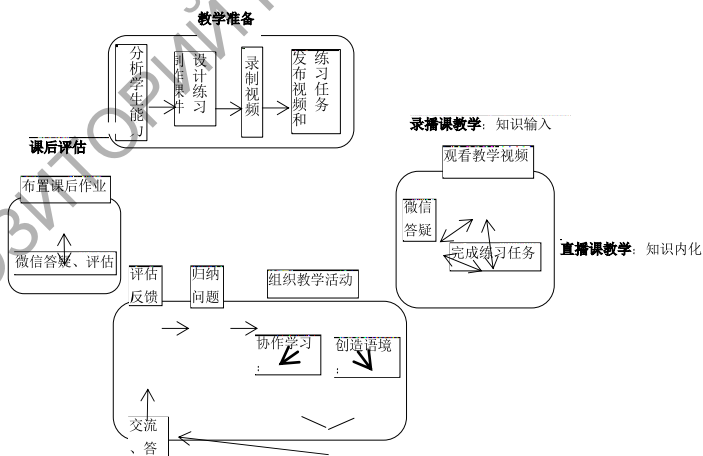 教学准备
分析学生能力
制作课件
设计练习
录制视频
发布视频和
练习任务
录播课教学：知识输入
课后评估
观看教学视频
布置课后作业
微信
答疑
完成练习任务
直播课教学：知识内化
微信答疑、评估
评估
反馈
归纳
问题
组织教学活动
协作学习
；
创造语境
；
交流
、答